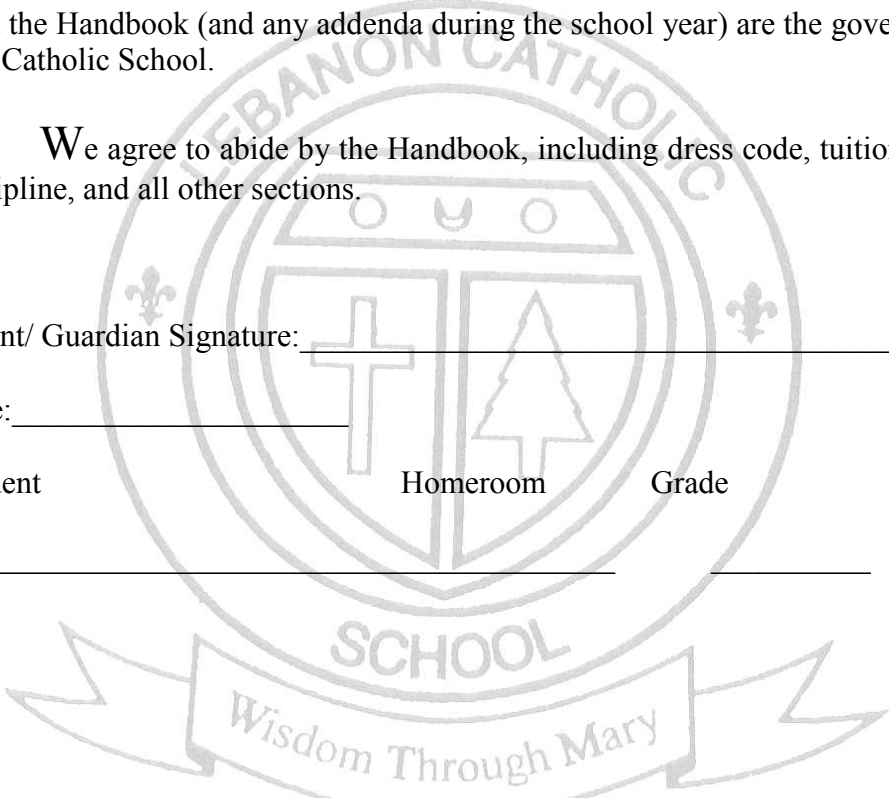 the Handbook (and any addenda during the school year) are the gove
Catholic School.
We agree to abide by the Handbook, including dress code, tuition
ipline, and all other sections.
nt/ Guardian Signature:
e:
ent Homeroom Grade
LEBANON CATHOLIC
SCHOOL
Wisdom Through Mary